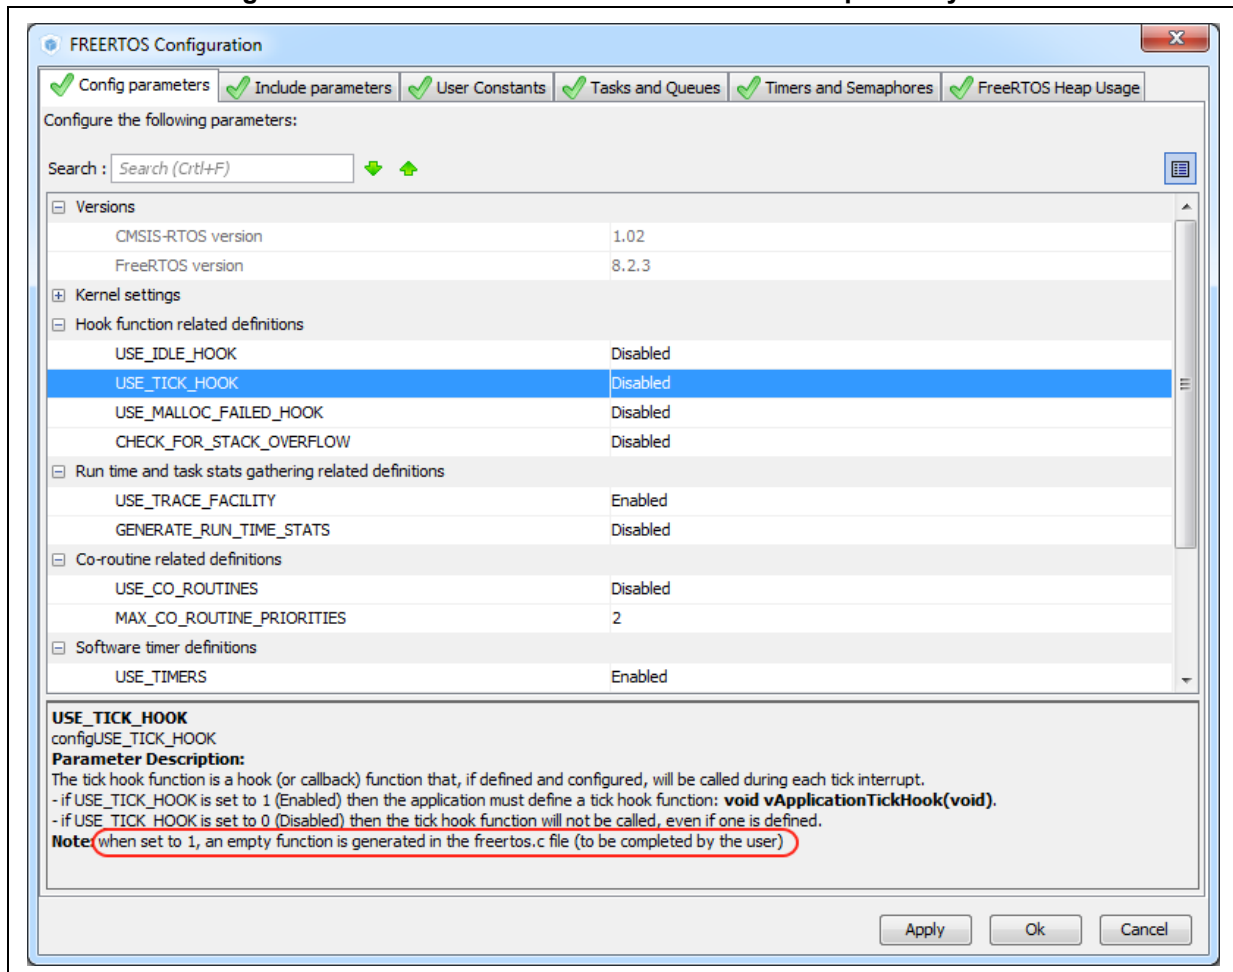 FREERTOS Configuration
Config parameters Include parameters User Constants Tasks and Queues Timers and Semaphores FreeRTOS Heap Usage
Configure the following parameters:
Search : Search (Crtl+F)
Versions
CMSIS-RTOS version 1.02
FreeRTOS version 8.2.3
Kernel settings
Hook function related definitions
USE_IDLE_HOOK Disabled
USE_TICK_HOOK Disabled
USE_MALLOC_FAILED_HOOK Disabled
CHECK_FOR_STACK_OVERFLOW Disabled
Run time and task stats gathering related definitions
USE_TRACE_FACILITY Enabled
GENERATE_RUN_TIME_STATS Disabled
Co-routine related definitions
USE_CO_ROUTINES Disabled
MAX_CO_ROUTINE_PRIORITIES 2
Software timer definitions
USE_TIMERS Enabled
USE_TICK_HOOK
configUSE_TICK_HOOK
Parameter Description:
The tick hook function is a hook (or callback) function that, if defined and configured, will be called during each tick interrupt.
- if USE_TICK_HOOK is set to 1 (Enabled) then the application must define a tick hook function: void vApplicationTickHook(void).
- if USE_TICK_HOOK is set to 0 (Disabled) then the tick hook function will not be called, even if one is defined.
Note: when set to 1, an empty function is generated in the freertos.c file (to be completed by the user)
Apply Ok Cancel